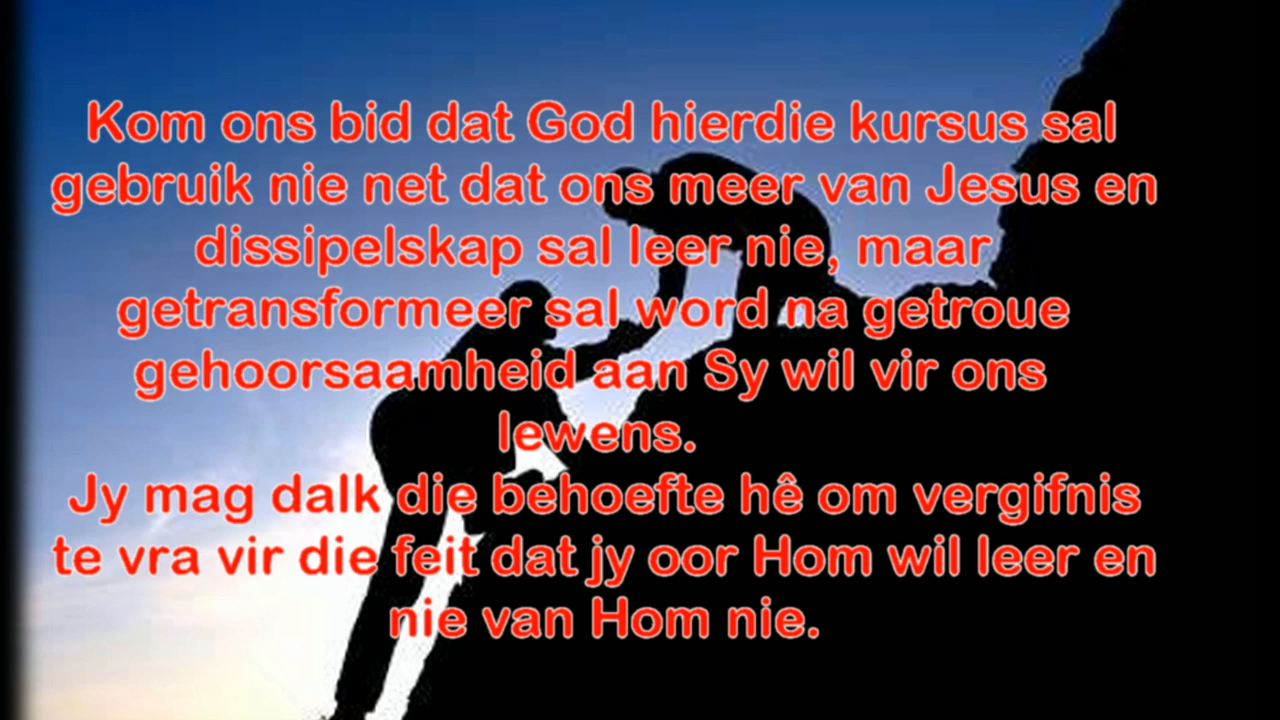 Kom ons bid dat God hierdie kursus sal
gebruik nie net dat ons meer van Jesus en
dissipelskap sal leer nie, maar
getransformeer sal word na getroue
gehoorsaamheid aan Sy wil vir ons
lewens.
Jy mag dalk die behoefte hê om vergifnis
te vra vir die feit dat jy oor Hom wil leer en
nie van Hom nie.